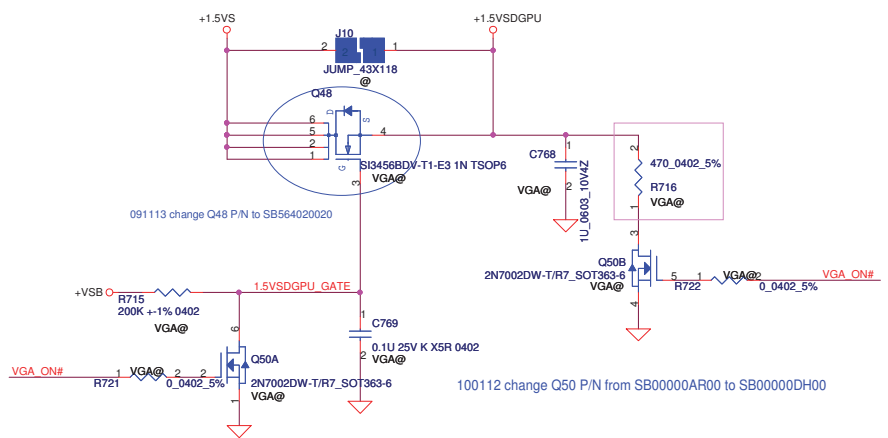 +1.5VS
+1.5VSDGPU
J10
2
2
1
1
JUMP_43X118
@
Q48
D
S
6
5
2
1
4
G
3
SI3456BDV-T1-E3 1N TSOP6
VGA@
091113 change Q48 P/N to SB564020020
C768
1
2
VGA@
1U_0603_10V4Z
2
470_0402_5%
R716
VGA@
1
3
Q50B
2N7002DW-T/R7_SOT363-6
VGA@
5
4
R722
1
VGA@
2
0_0402_5%
VGA_ON#
+VSB
R715
200K +-1% 0402
VGA@
1.5VSDGPU_GATE
1
C769
0.1U 25V K X5R 0402
2
VGA@
6
Q50A
2N7002DW-T/R7_SOT363-6
VGA@
1
VGA_ON#
1
R721
VGA@
2
0_0402_5%
2
100112 change Q50 P/N from SB00000AR00 to SB00000DH00